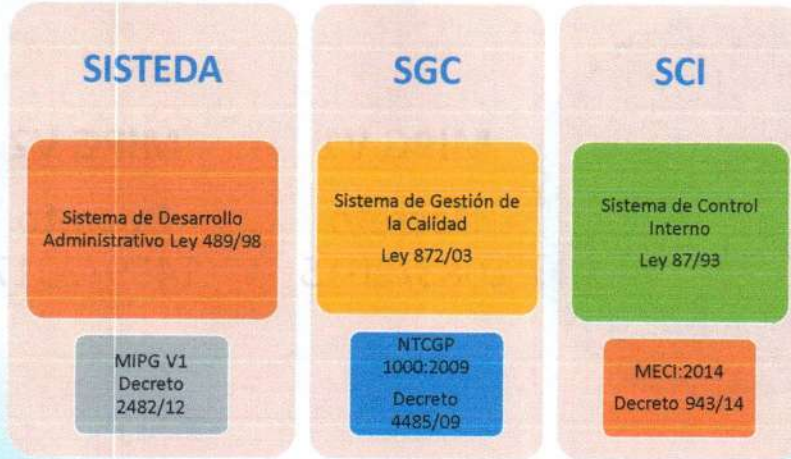 SISTEDA
Sistema de Desarrollo
Administrativo Ley 489/98
MIPG V1
Decreto
2482/12
SGC
Sistema de Gestión de
la Calidad
Ley 872/03
NTCGP
1000:2009
Decreto
4485/09
SCI
Sistema de Control
Interno
Ley 87/93
MECI:2014
Decreto 943/14